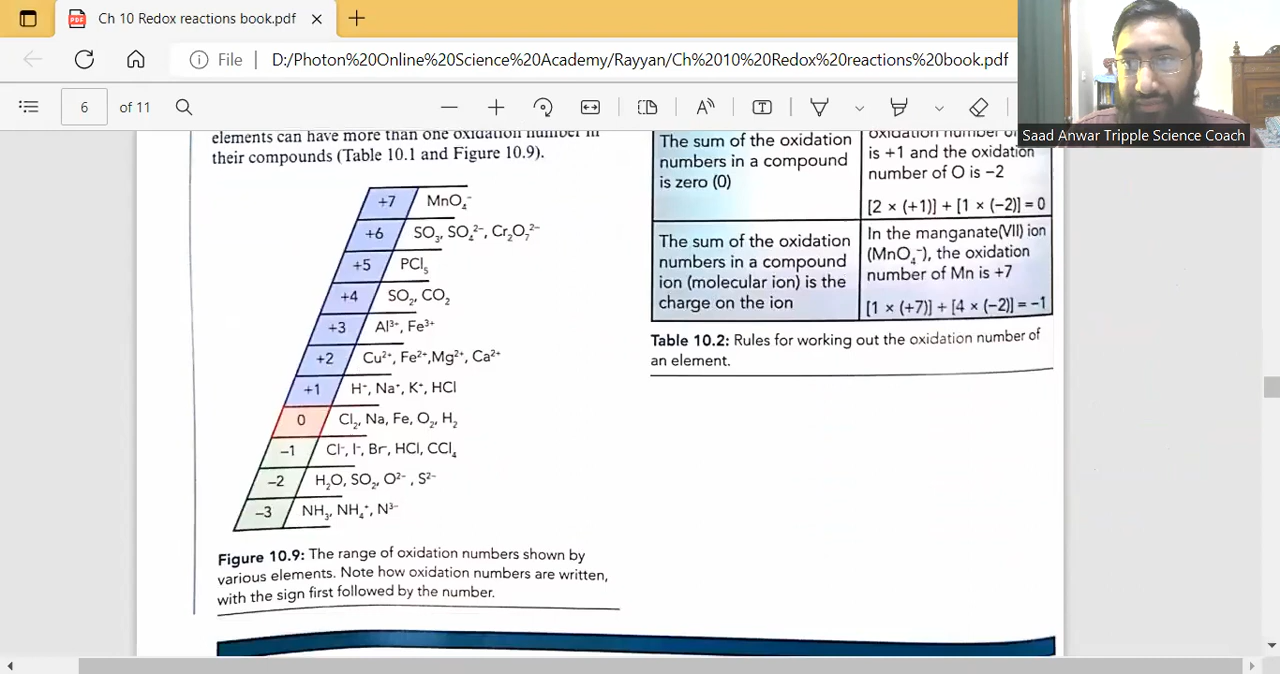 Ch 10 Redox reactions book.pdf
File
D:/Photon%20Online%20Science%20Academy/Rayyan/Ch%2010%20Redox%20reactions%20book.pdf
6 of 11
Saad Anwar Tripple Science Coach
elements can have more than one oxidation number in
their compounds (Table 10.1 and Figure 10.9).
+7 MnO₄⁻
+6 SO₃, SO₄²⁻, Cr₂O₇²⁻
+5 PCl₅
+4 SO₂, CO₂
+3 Al³⁺, Fe³⁺
+2 Cu²⁺, Fe²⁺,Mg²⁺, Ca²⁺
+1 H⁺, Na⁺, K⁺, HCl
0 Cl₂, Na, Fe, O₂, H₂
−1 Cl⁻, I⁻, Br⁻, HCl, CCl₄
−2 H₂O, SO₂, O²⁻, S²⁻
−3 NH₃, NH₄⁺, N³⁻
Figure 10.9: The range of oxidation numbers shown by
various elements. Note how oxidation numbers are written,
with the sign first followed by the number.
The sum of the oxidation
numbers in a compound
is zero (0)
oxidation number of
is +1 and the oxidation
number of O is −2
[2 × (+1)] + [1 × (−2)] = 0
The sum of the oxidation
numbers in a compound
ion (molecular ion) is the
charge on the ion
In the manganate(VII) ion
(MnO₄⁻), the oxidation
number of Mn is +7
[1 × (+7)] + [4 × (−2)] = −1
Table 10.2: Rules for working out the oxidation number of
an element.